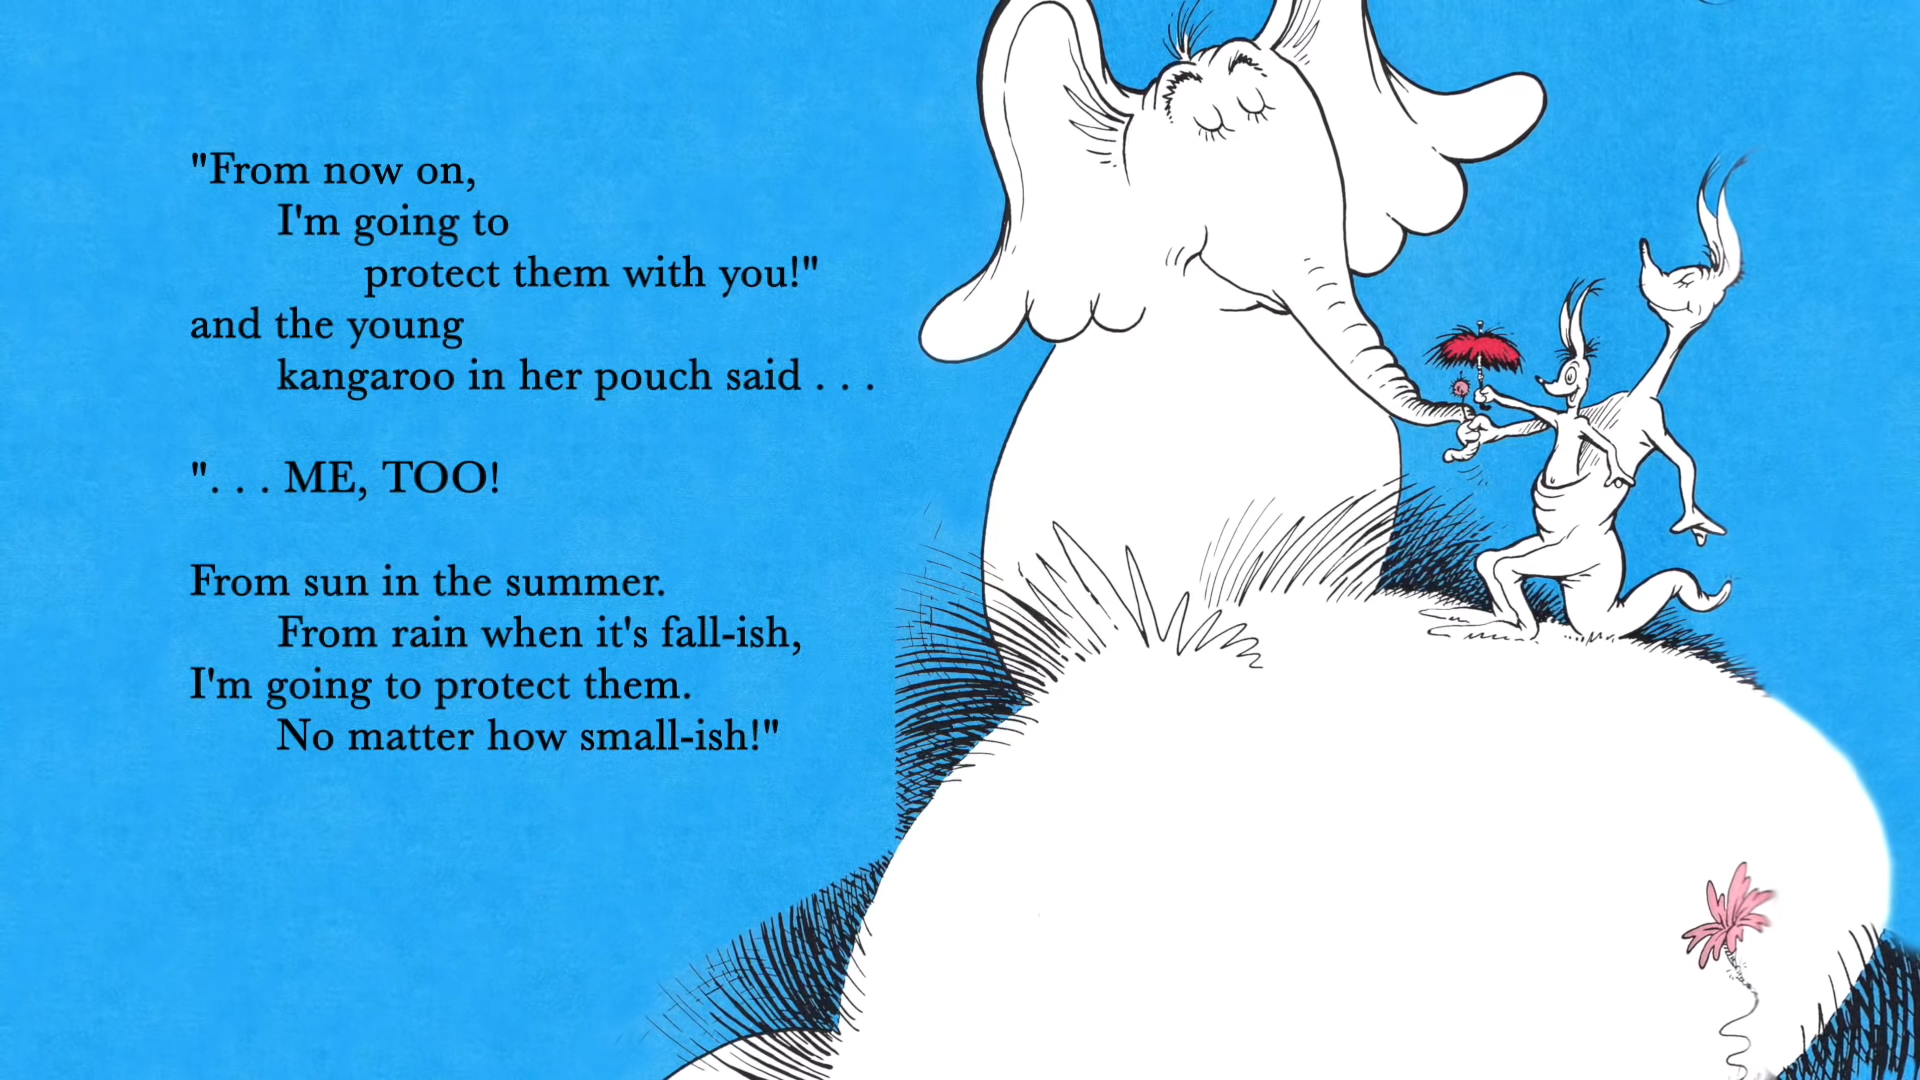 "From now on,
I'm going to
protect them with you!"
and the young
kangaroo in her pouch said . . .
". . . ME, TOO!
From sun in the summer.
From rain when it's fall-ish,
I'm going to protect them.
No matter how small-ish!"